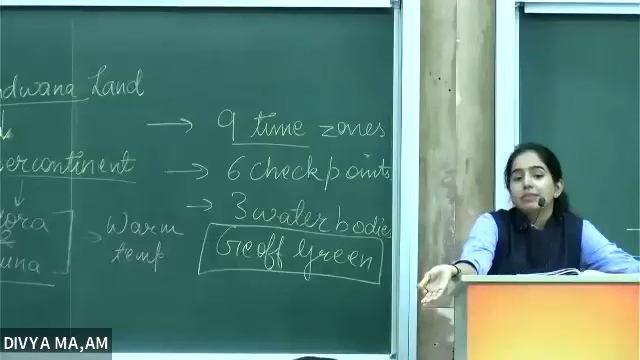 ndwana Land
ercontinent
ora
&
una
Warm
temp
9 time zones
6 checkpoints
3 water bodies
Geoff Green
DIVYA MA,AM